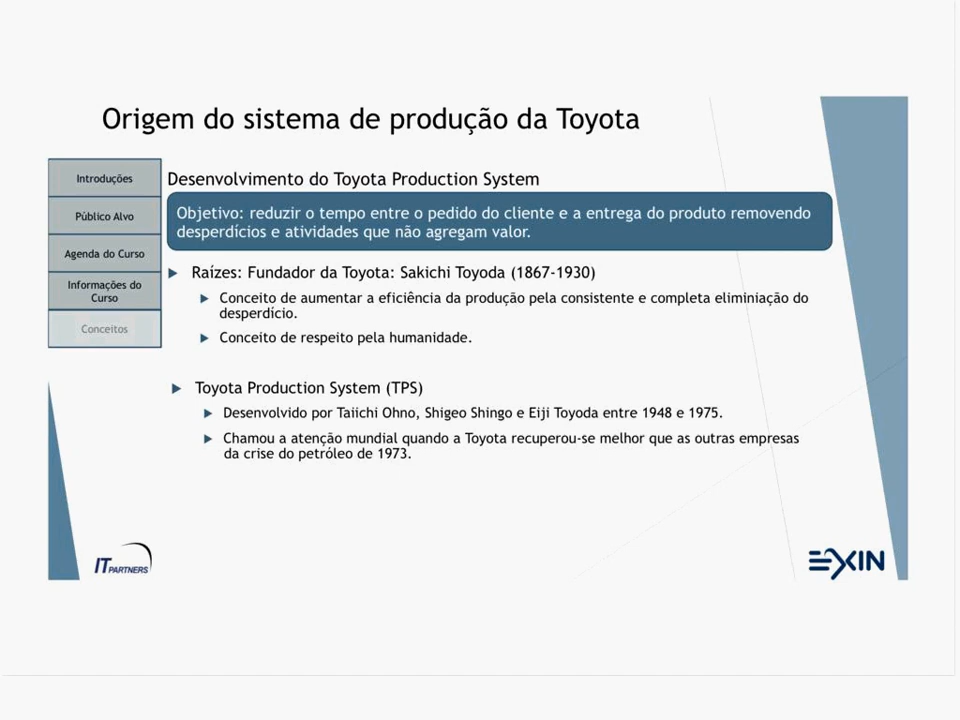 Origem do sistema de produção da Toyota
Introduções
Público Alvo
Agenda do Curso
Informações do
Curso
Conceitos
Desenvolvimento do Toyota Production System
Objetivo: reduzir o tempo entre o pedido do cliente e a entrega do produto removendo
desperdícios e atividades que não agregam valor.
Raízes: Fundador da Toyota: Sakichi Toyoda (1867-1930)
Conceito de aumentar a eficiência da produção pela consistente e completa eliminiação do
desperdício.
Conceito de respeito pela humanidade.
Toyota Production System (TPS)
Desenvolvido por Taiichi Ohno, Shigeo Shingo e Eiji Toyoda entre 1948 e 1975.
Chamou a atenção mundial quando a Toyota recuperou-se melhor que as outras empresas
da crise do petróleo de 1973.
IT PARTNERS
EXIN